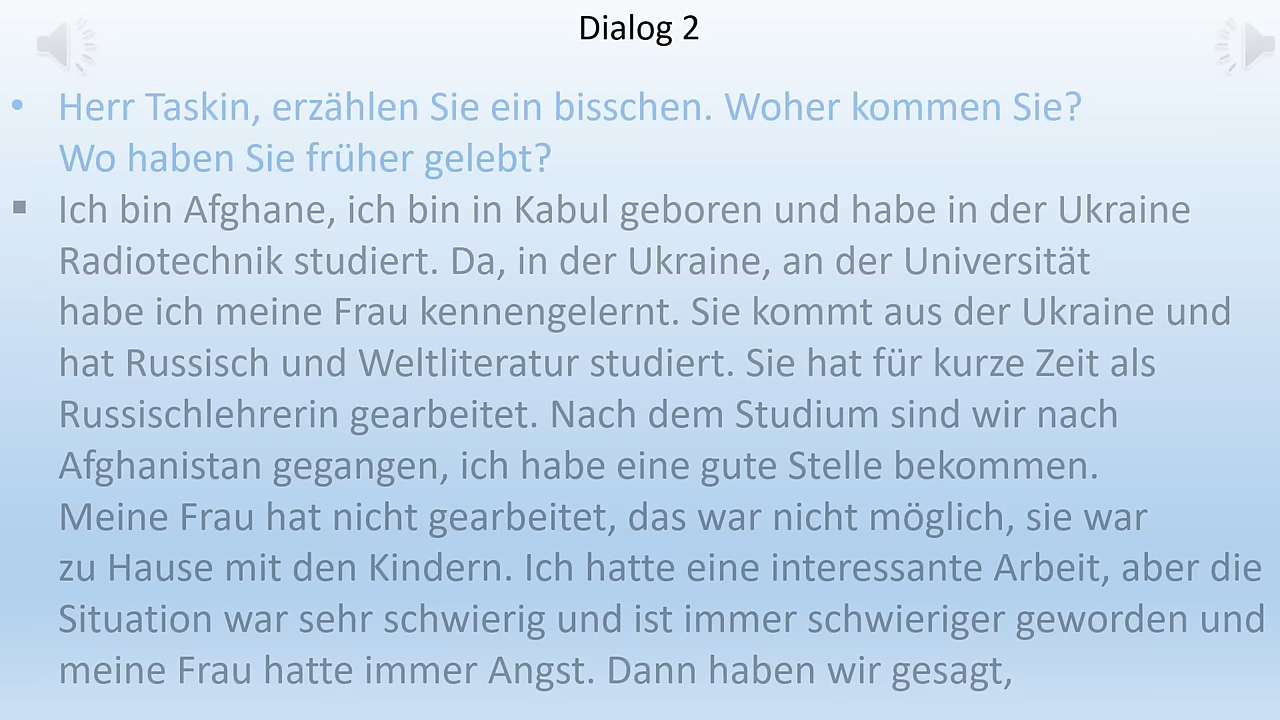 Dialog 2
• Herr Taskin, erzählen Sie ein bisschen. Woher kommen Sie?
Wo haben Sie früher gelebt?
▪ Ich bin Afghane, ich bin in Kabul geboren und habe in der Ukraine
Radiotechnik studiert. Da, in der Ukraine, an der Universität
habe ich meine Frau kennengelernt. Sie kommt aus der Ukraine und
hat Russisch und Weltliteratur studiert. Sie hat für kurze Zeit als
Russischlehrerin gearbeitet. Nach dem Studium sind wir nach
Afghanistan gegangen, ich habe eine gute Stelle bekommen.
Meine Frau hat nicht gearbeitet, das war nicht möglich, sie war
zu Hause mit den Kindern. Ich hatte eine interessante Arbeit, aber die
Situation war sehr schwierig und ist immer schwieriger geworden und
meine Frau hatte immer Angst. Dann haben wir gesagt,